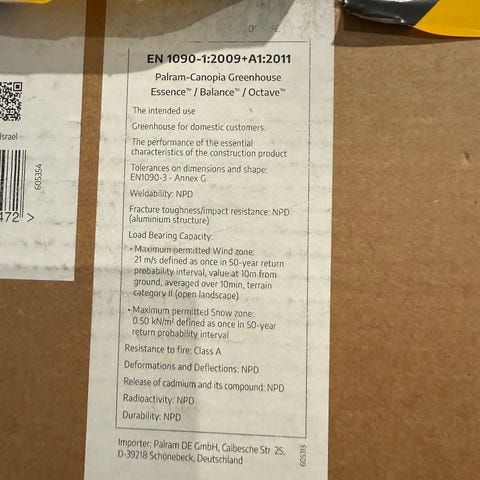 EN 1090-1:2009+A1:2011
Palram-Canopia Greenhouse
Essence™ / Balance™ / Octave™
The intended use
Greenhouse for domestic customers.
The performance of the essential
characteristics of the construction product
Tolerances on dimensions and shape:
EN1090-3 - Annex G
Weldability: NPD
Fracture toughness/impact resistance: NPD
(aluminium structure)
Load Bearing Capacity:
• Maximum permitted Wind zone:
21 m/s defined as once in 50-year return
probability interval, value at 10m from
ground, averaged over 10min, terrain
category II (open landscape)
• Maximum permitted Snow zone:
0.50 kN/m² defined as once in 50-year
return probability interval
Resistance to fire: Class A
Deformations and Deflections: NPD
Release of cadmium and its compound: NPD
Radioactivity: NPD
Durability: NPD
Importer: Palram DE GmbH, Calbesche Str. 25,
D-39218 Schönebeck, Deutschland
605313
Israel
605354
472 >